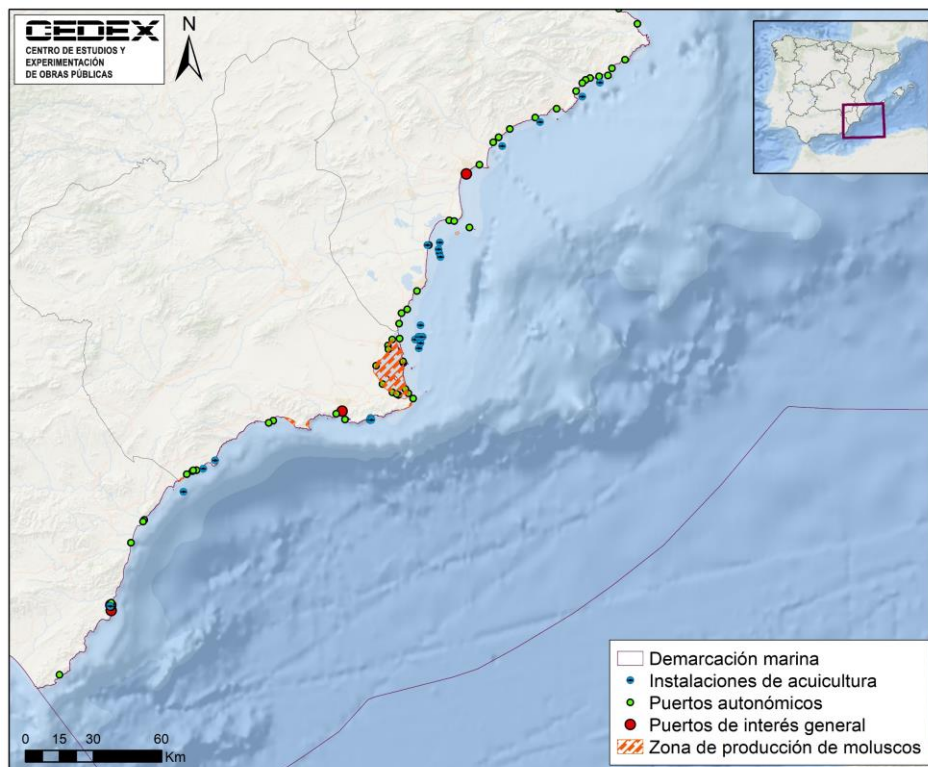 CEDEX
CENTRO DE ESTUDIOS Y
EXPERIMENTACIÓN
DE OBRAS PÚBLICAS
N
Demarcación marina
Instalaciones de acuicultura
Puertos autonómicos
Puertos de interés general
Zona de producción de moluscos
0 15 30 60
Km